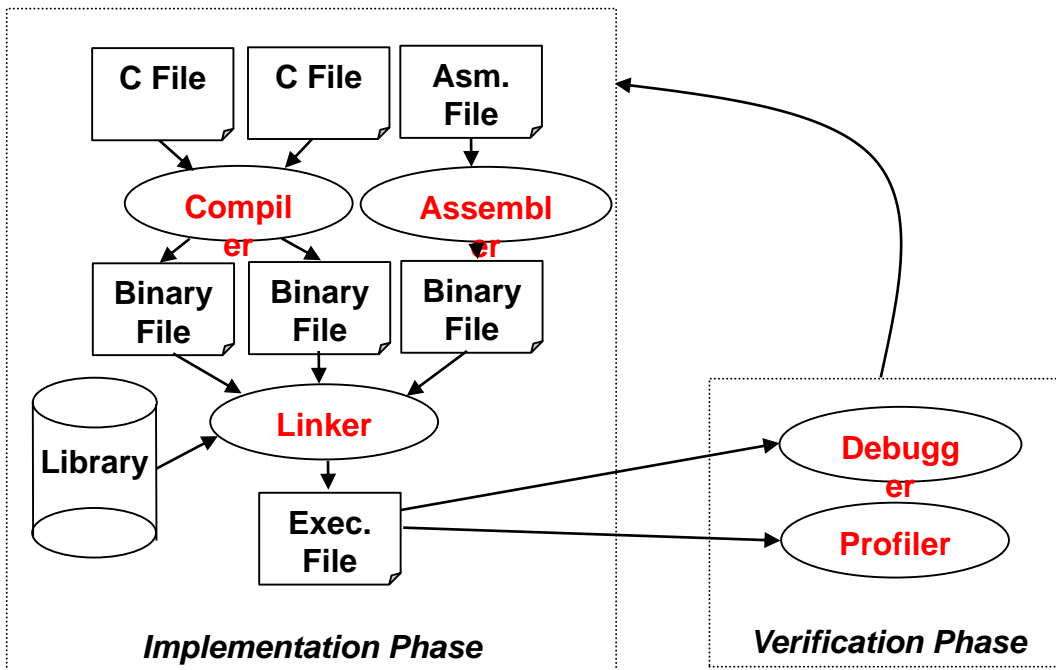 C File
C File
Asm.
File
Compil
er
Assembl
er
Binary
File
Binary
File
Binary
File
Linker
Library
Exec.
File
Debugg
er
Profiler
Implementation Phase
Verification Phase